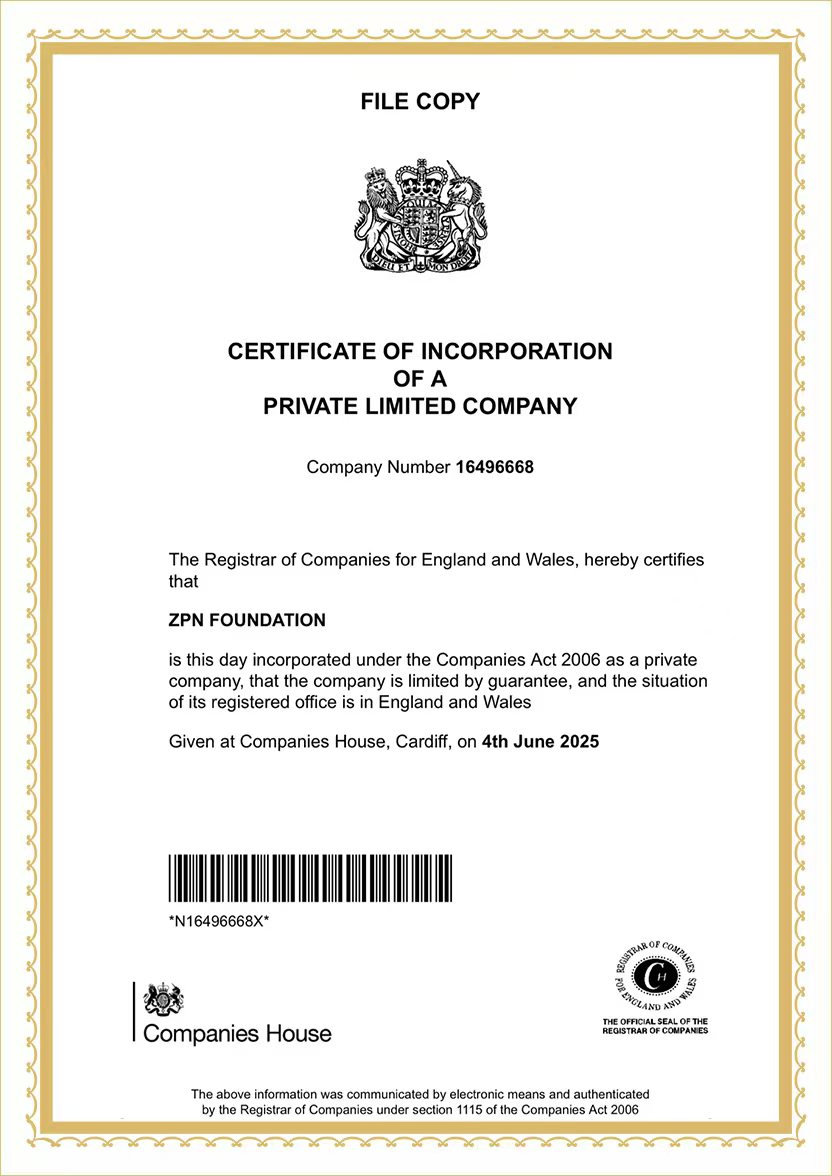 FILE COPY
DIEU ET MON DROIT
CERTIFICATE OF INCORPORATION
OF A
PRIVATE LIMITED COMPANY
Company Number 16496668
The Registrar of Companies for England and Wales, hereby certifies
that
ZPN FOUNDATION
is this day incorporated under the Companies Act 2006 as a private
company, that the company is limited by guarantee, and the situation
of its registered office is in England and Wales
Given at Companies House, Cardiff, on 4th June 2025
*N16496668X*
Companies House
REGISTRAR OF COMPANIES
FOR ENGLAND AND WALES
CH
THE OFFICIAL SEAL OF THE
REGISTRAR OF COMPANIES
The above information was communicated by electronic means and authenticated
by the Registrar of Companies under section 1115 of the Companies Act 2006